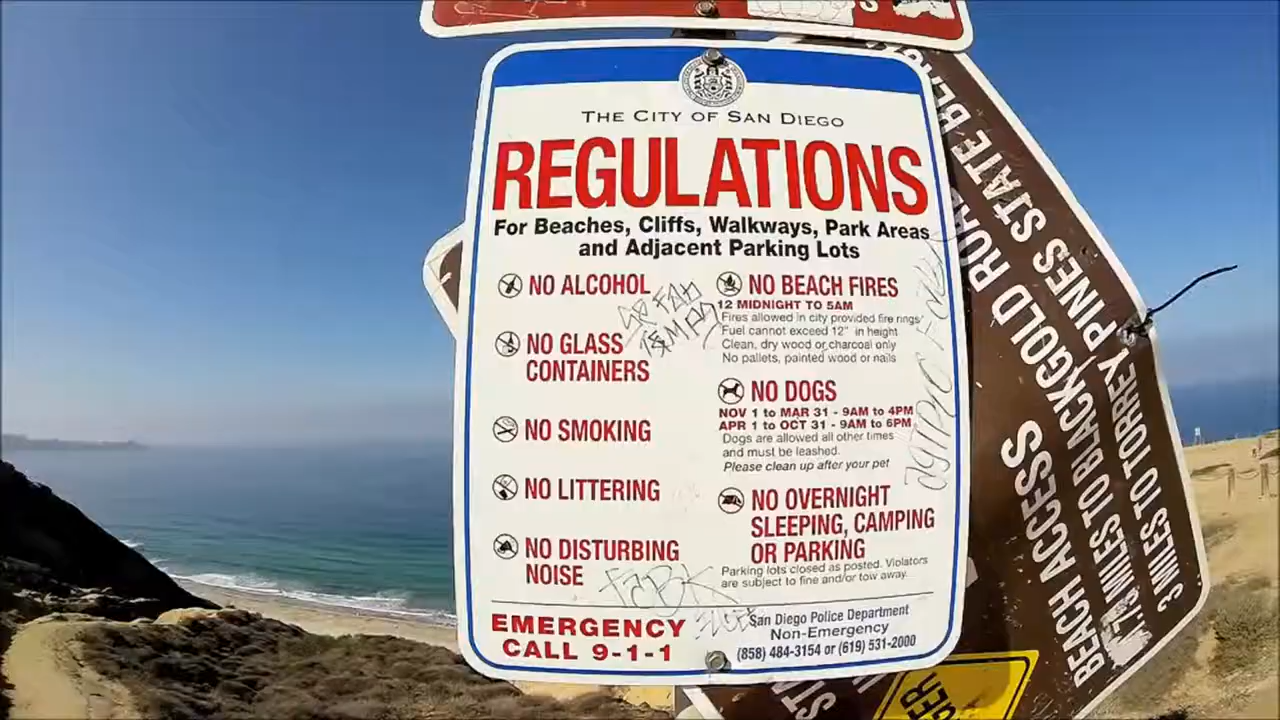 THE CITY OF SAN DIEGO
REGULATIONS
For Beaches, Cliffs, Walkways, Park Areas
and Adjacent Parking Lots
NO ALCOHOL
NO GLASS
CONTAINERS
NO SMOKING
NO LITTERING
NO DISTURBING
NOISE
NO BEACH FIRES
12 MIDNIGHT TO 5AM
Fires allowed in city provided fire rings
Fuel cannot exceed 12" in height
Clean, dry wood or charcoal only
No pallets, painted wood or nails
NO DOGS
NOV 1 to MAR 31 - 9AM to 4PM
APR 1 to OCT 31 - 9AM to 6PM
Dogs are allowed all other times
and must be leashed.
Please clean up after your pet
NO OVERNIGHT
SLEEPING, CAMPING
OR PARKING
Parking lots closed as posted. Violators
are subject to fine and/or tow away.
EMERGENCY
CALL 9-1-1
San Diego Police Department
Non-Emergency
(858) 484-3154 or (619) 531-2000
BEACH ACCESS
MILES TO BLACKGOLD ROAD
3 MILES TO TORREY PINES STATE